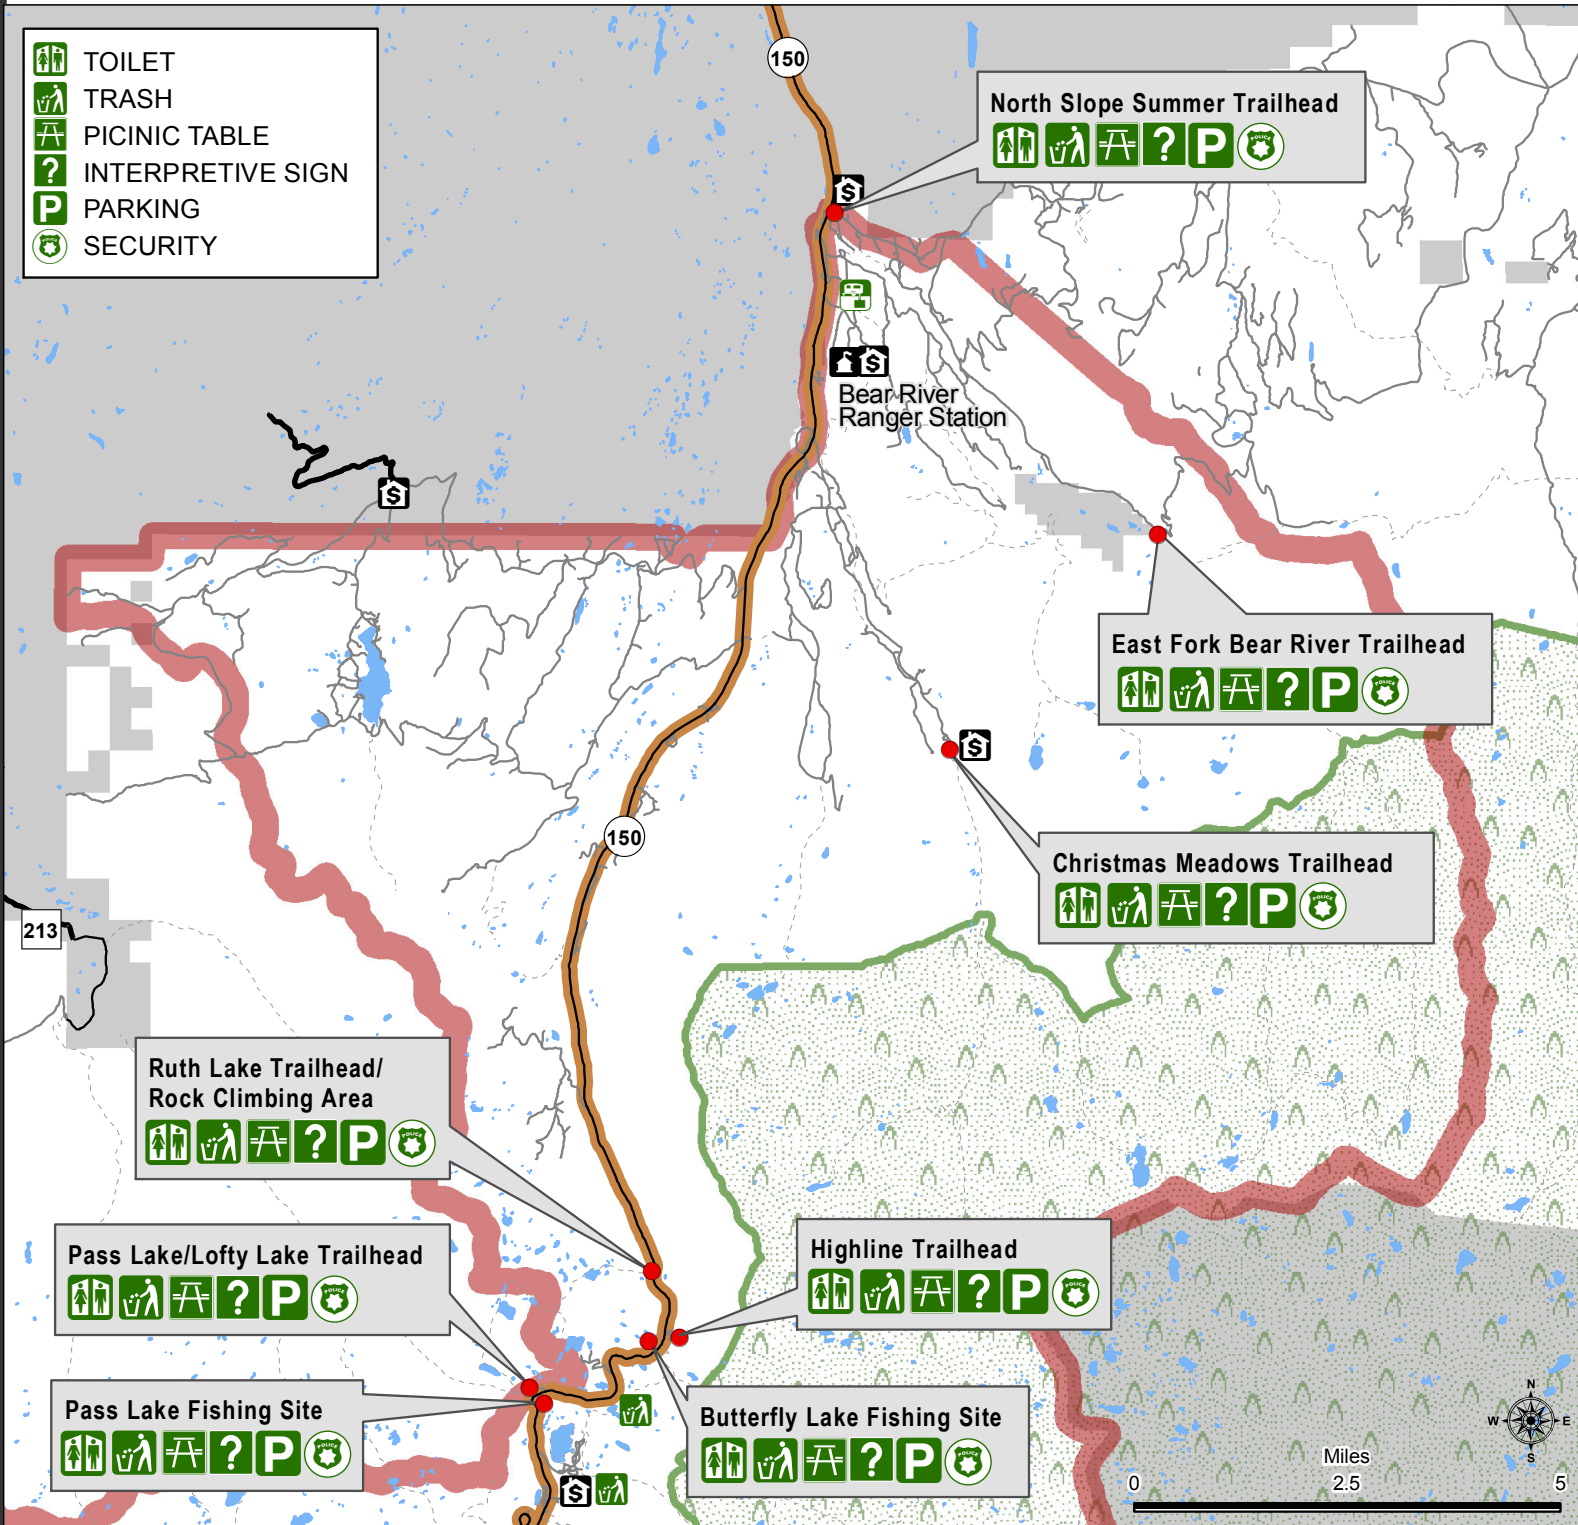 TOILET
TRASH
PICINIC TABLE
INTERPRETIVE SIGN
PARKING
SECURITY
150
North Slope Summer Trailhead
Bear River
Ranger Station
East Fork Bear River Trailhead
150
Christmas Meadows Trailhead
213
Ruth Lake Trailhead/
Rock Climbing Area
Pass Lake/Lofty Lake Trailhead
Highline Trailhead
Pass Lake Fishing Site
Butterfly Lake Fishing Site
N
W E
S
Miles
0 2.5 5